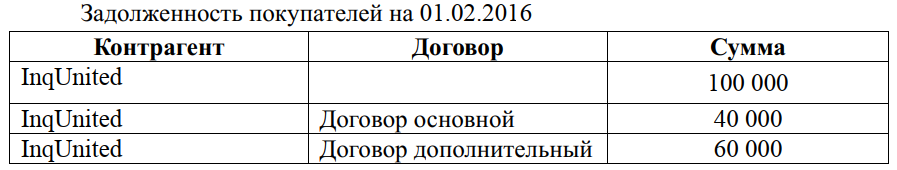 Задолженность покупателей на 01.02.2016
Контрагент Договор Сумма
InqUnited 100 000
InqUnited Договор основной 40 000
InqUnited Договор дополнительный 60 000